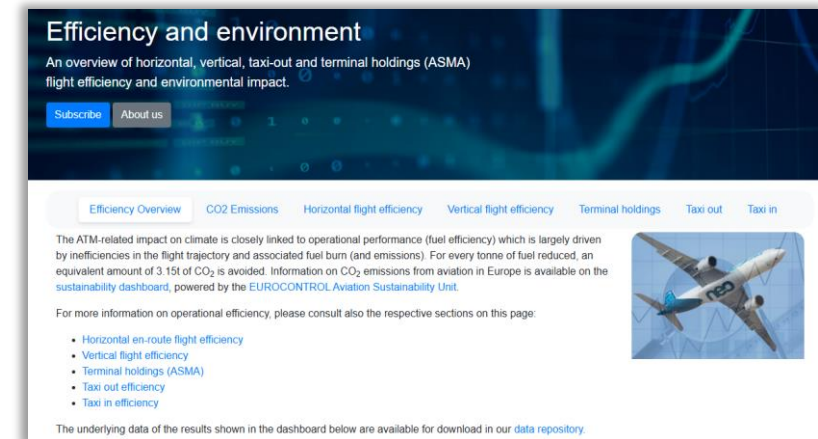 Efficiency and environment
An overview of horizontal, vertical, taxi-out and terminal holdings (ASMA)
flight efficiency and environmental impact.
Subscribe About us
Efficiency Overview CO2 Emissions Horizontal flight efficiency Vertical flight efficiency Terminal holdings Taxi out Taxi in
The ATM-related impact on climate is closely linked to operational performance (fuel efficiency) which is largely driven
by inefficiencies in the flight trajectory and associated fuel burn (and emissions). For every tonne of fuel reduced, an
equivalent amount of 3.15t of CO₂ is avoided. Information on CO₂ emissions from aviation in Europe is available on the
sustainability dashboard, powered by the EUROCONTROL Aviation Sustainability Unit.
For more information on operational efficiency, please consult also the respective sections on this page:
• Horizontal en-route flight efficiency
• Vertical flight efficiency
• Terminal holdings (ASMA)
• Taxi out efficiency
• Taxi in efficiency
neo
The underlying data of the results shown in the dashboard below are available for download in our data repository.